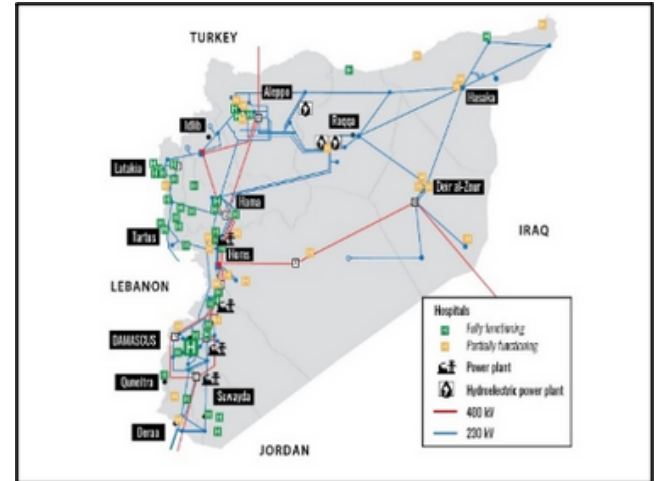 TURKEY
Aleppo
Hasaka
Idlib
Raqqa
Latakia
Deir al-Zour
Hama
Tartus
IRAQ
Homs
LEBANON
Hospitals
Fully functioning
Partially functioning
DAMASCUS
Power plant
Hydroelectric power plant
Quneitra
Suwayda
400 kV
230 kV
Deraa
JORDAN